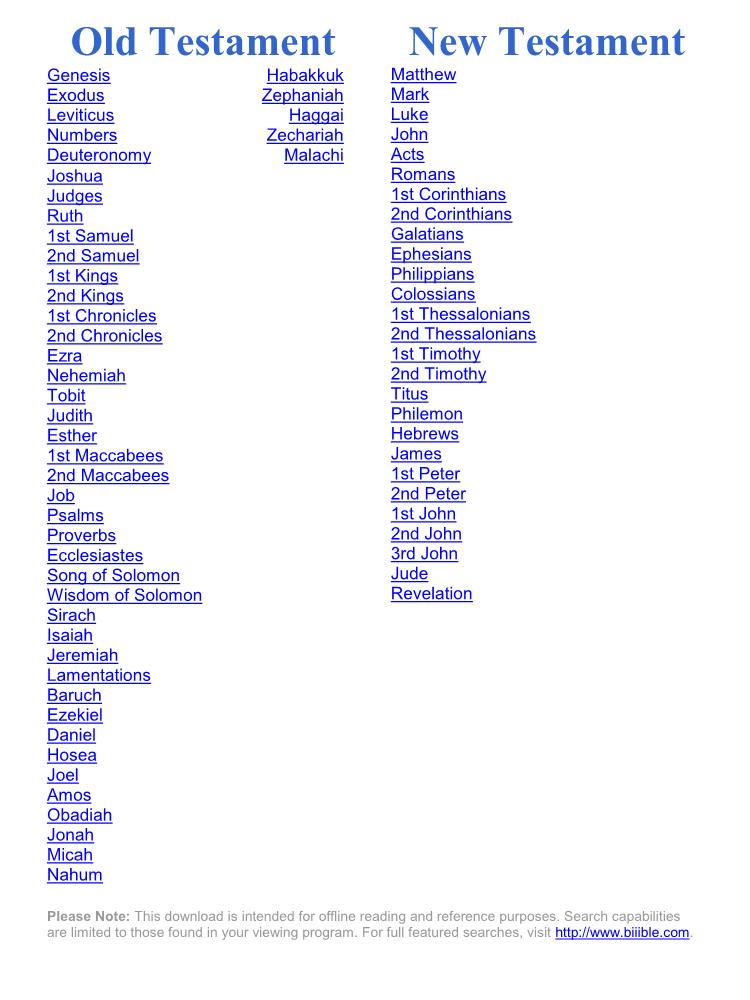 Old Testament
Genesis
Exodus
Leviticus
Numbers
Deuteronomy
Joshua
Judges
Ruth
1st Samuel
2nd Samuel
1st Kings
2nd Kings
1st Chronicles
2nd Chronicles
Ezra
Nehemiah
Tobit
Judith
Esther
1st Maccabees
2nd Maccabees
Job
Psalms
Proverbs
Ecclesiastes
Song of Solomon
Wisdom of Solomon
Sirach
Isaiah
Jeremiah
Lamentations
Baruch
Ezekiel
Daniel
Hosea
Joel
Amos
Obadiah
Jonah
Micah
Nahum
Habakkuk
Zephaniah
Haggai
Zechariah
Malachi
New Testament
Matthew
Mark
Luke
John
Acts
Romans
1st Corinthians
2nd Corinthians
Galatians
Ephesians
Philippians
Colossians
1st Thessalonians
2nd Thessalonians
1st Timothy
2nd Timothy
Titus
Philemon
Hebrews
James
1st Peter
2nd Peter
1st John
2nd John
3rd John
Jude
Revelation
Please Note: This download is intended for offline reading and reference purposes. Search capabilities
are limited to those found in your viewing program. For full featured searches, visit http://www.biiible.com.